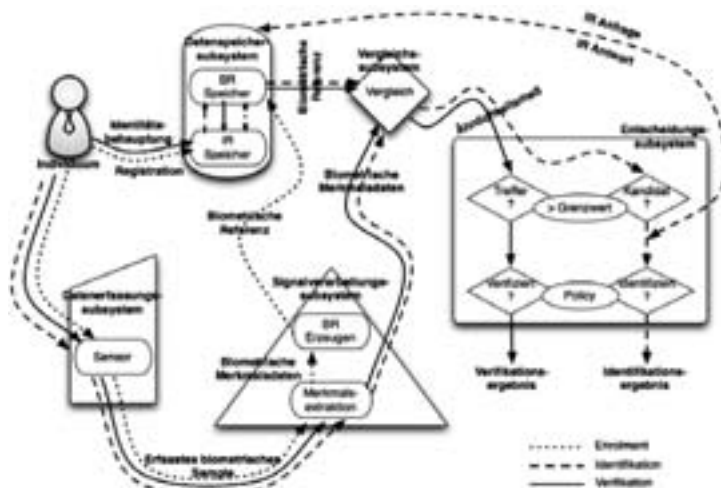 Datenspeicher-
subsystem
BR
Speicher
IR
Speicher
Individuum
Identitäts-
behauptung
Registration
Biometrische
Referenz
Vergleichs-
subsystem
Vergleich
IR Anfrage
IR Antwort
Entscheidungs-
subsystem
Treffer
?
> Grenzwert
Kandidat
?
Verifiziert
?
Policy
Identifiziert
?
Verifikations-
ergebnis
Identifikations-
ergebnis
Biometrische
Merkmalsdaten
Biometrische
Referenz
Datenerfassungs-
subsystem
Sensor
Signalverarbeitungs-
subsystem
BR
Erzeugen
Biometrische
Merkmalsdaten
Merkmals-
extraktion
Erfasstes biometrisches
Sample
Enrolment
Identifikation
Verifikation